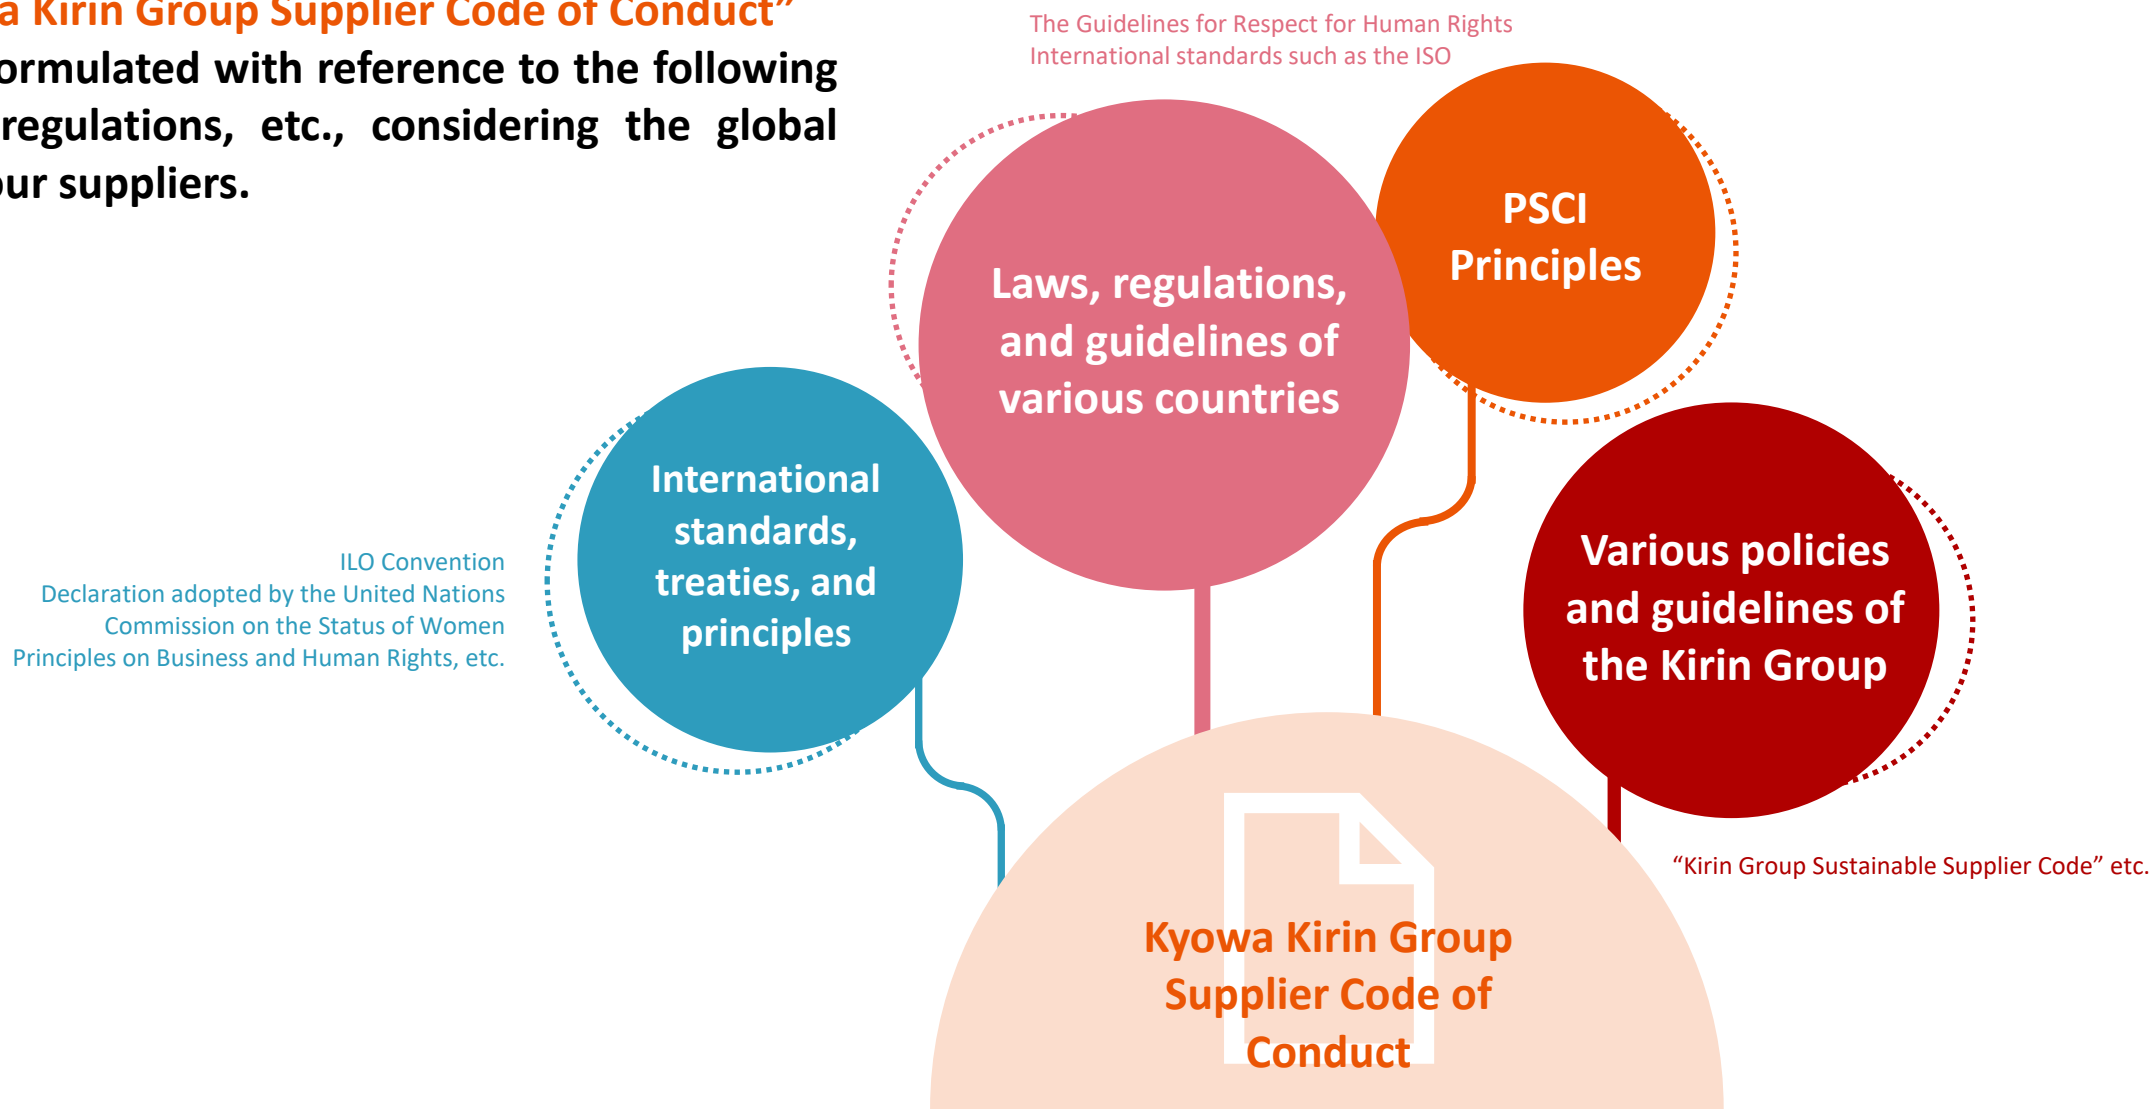 a Kirin Group Supplier Code of Conduct”
ormulated with reference to the following
regulations, etc., considering the global
our suppliers.
The Guidelines for Respect for Human Rights
International standards such as the ISO
PSCI
Principles
Laws, regulations,
and guidelines of
various countries
International
standards,
treaties, and
principles
ILO Convention
Declaration adopted by the United Nations
Commission on the Status of Women
Principles on Business and Human Rights, etc.
Various policies
and guidelines of
the Kirin Group
“Kirin Group Sustainable Supplier Code” etc.
Kyowa Kirin Group
Supplier Code of
Conduct